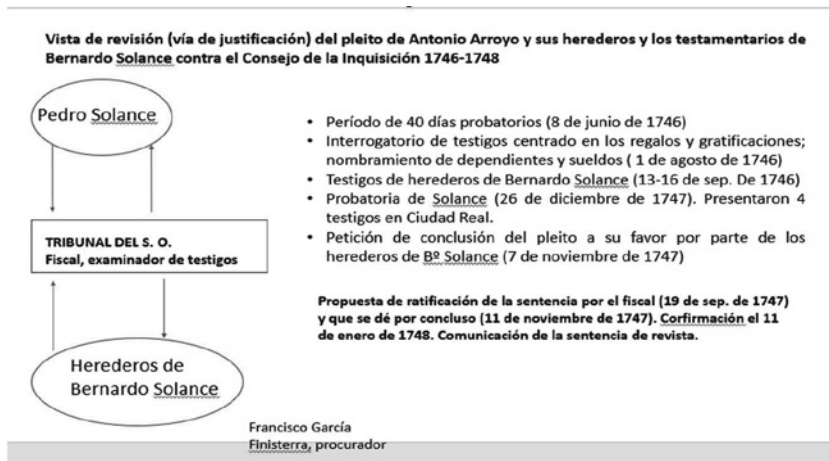 Vista de revisión (vía de justificación) del pleito de Antonio Arroyo y sus herederos y los testamentarios de
Bernardo Solance contra el Consejo de la Inquisición 1746-1748
Pedro Solance
TRIBUNAL DEL S. O.
Fiscal, examinador de testigos
Herederos de
Bernardo Solance
• Período de 40 días probatorios (8 de junio de 1746)
• Interrogatorio de testigos centrado en los regalos y gratificaciones;
nombramiento de dependientes y sueldos ( 1 de agosto de 1746)
• Testigos de herederos de Bernardo Solance (13-16 de sep. De 1746)
• Probatoria de Solance (26 de diciembre de 1747). Presentaron 4
testigos en Ciudad Real.
• Petición de conclusión del pleito a su favor por parte de los
herederos de Bº Solance (7 de noviembre de 1747)
Propuesta de ratificación de la sentencia por el fiscal (19 de sep. de 1747)
y que se dé por concluso (11 de noviembre de 1747). Confirmación el 11
de enero de 1748. Comunicación de la sentencia de revista.
Francisco García
Finisterra, procurador